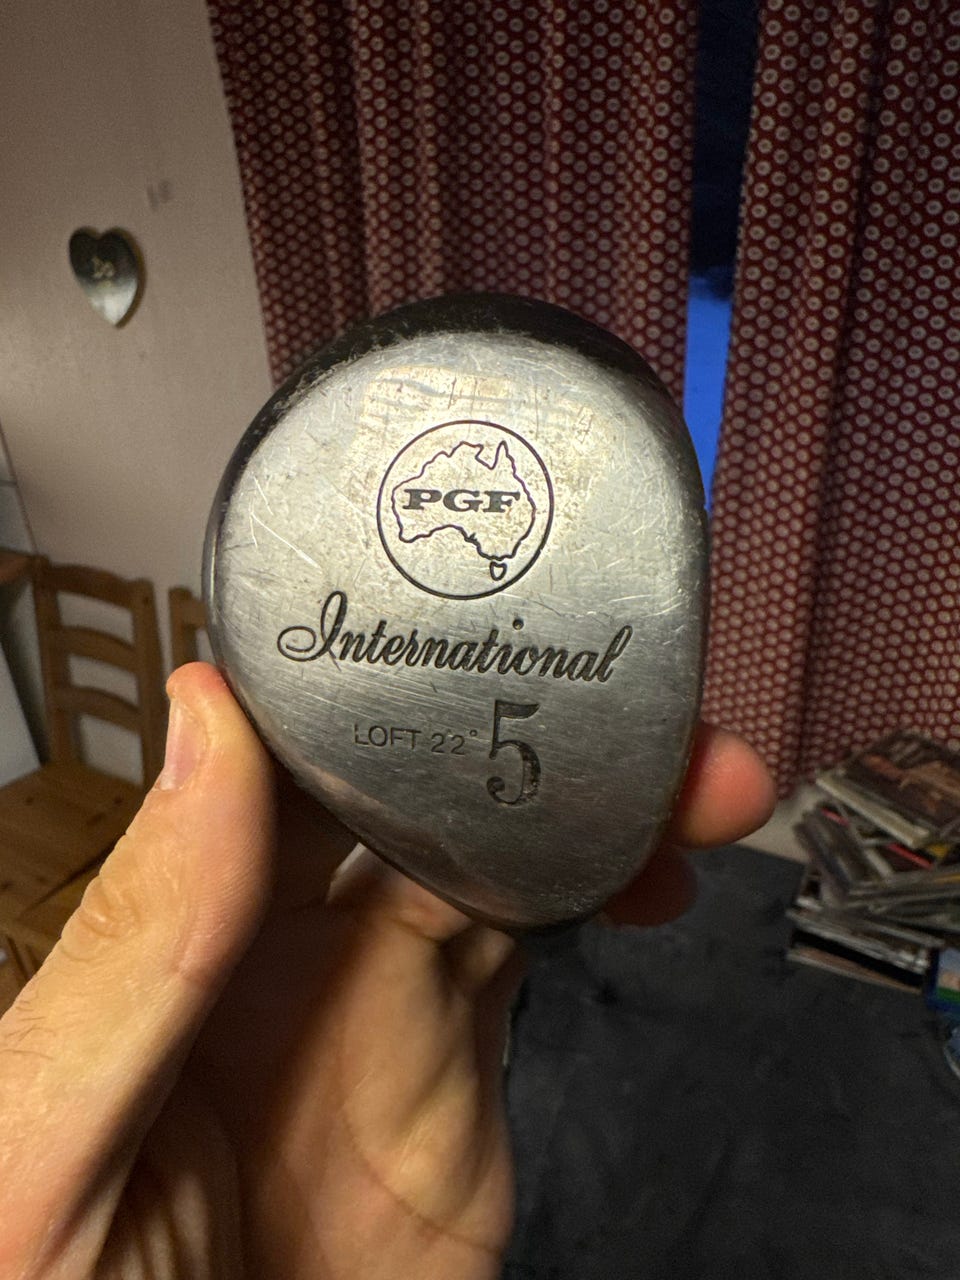 PGF
International
LOFT 22° 5